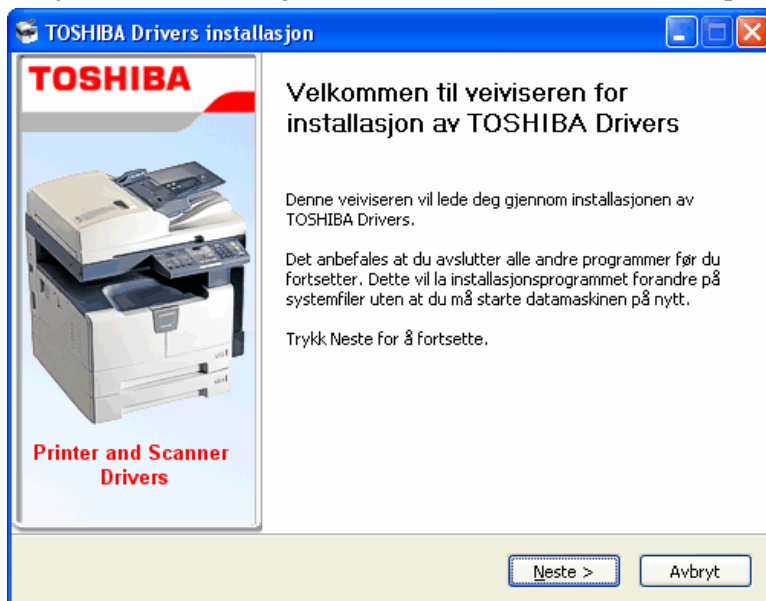 TOSHIBA Drivers installasjon
TOSHIBA
Printer and Scanner
Drivers
Velkommen til veiviseren for
installasjon av TOSHIBA Drivers
Denne veiviseren vil lede deg gjennom installasjonen av
TOSHIBA Drivers.
Det anbefales at du avslutter alle andre programmer før du
fortsetter. Dette vil la installasjonsprogrammet forandre på
systemfiler uten at du må starte datamaskinen på nytt.
Trykk Neste for å fortsette.
Neste >
Avbryt